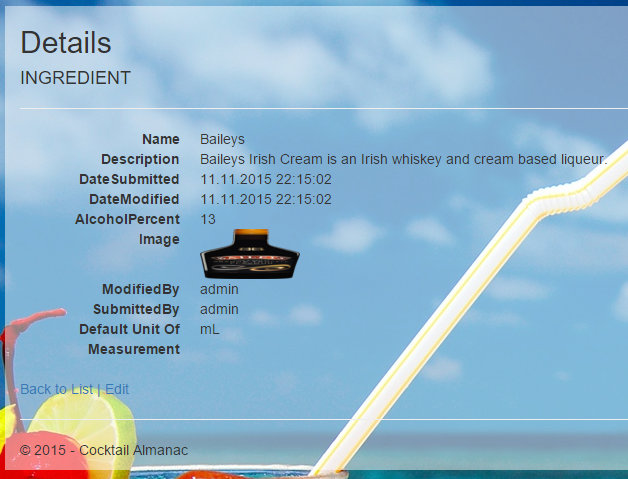 Details
INGREDIENT
Name Baileys
Description Baileys Irish Cream is an Irish whiskey and cream based liqueur.
DateSubmitted 11.11.2015 22:15:02
DateModified 11.11.2015 22:15:02
AlcoholPercent 13
Image
BAILEYS
ModifiedBy admin
SubmittedBy admin
Default Unit Of mL
Measurement
Back to List | Edit
© 2015 - Cocktail Almanac